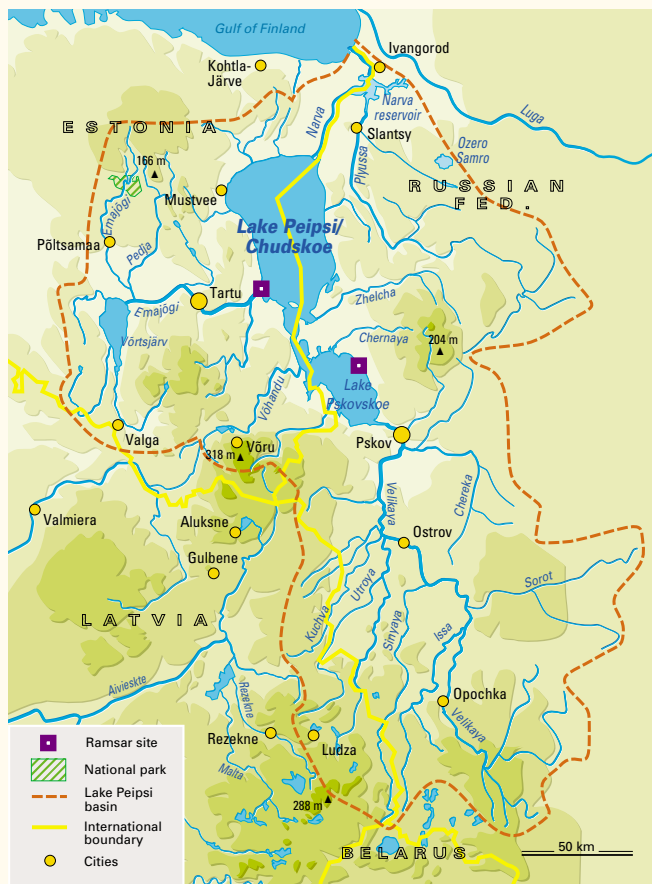 Gulf of Finland
Ivangorod
Kohtla-
Järve
Narva
reservoir
Luga
Narva
ESTONIA
Slantsy
Ozero
Samro
166 m
Plyussa
RUSSIAN
FED.
Mustvee
Emajõgi
Lake Peipsi/
Chudskoe
Põltsamaa
Pedja
Tartu
Zhelcha
Emajõgi
Võrtsjärv
Chernaya
204 m
Lake
Pskovskoe
Võhandu
Valga
Võru
318 m
Pskov
Velikaya
Chereka
Valmiera
Aluksne
Ostrov
Gulbene
Utroya
Sorot
LATVIA
Kuchva
Sinyaya
Issa
Aiviekste
Rezekne
Opochka
Velikaya
Rezekne
Ludza
Malta
288 m
BELARUS
50 km
Ramsar site
National park
Lake Peipsi
basin
International
boundary
Cities